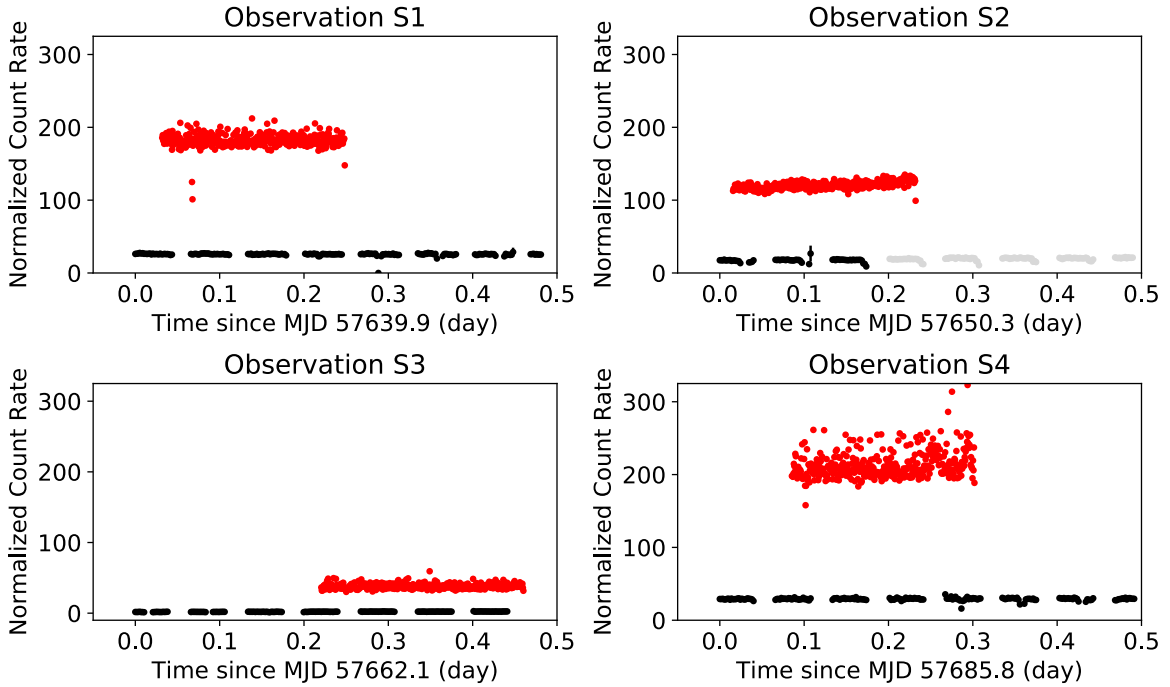 Observation S1
Normalized Count Rate
300
200
100
0
0.0 0.1 0.2 0.3 0.4 0.5
Time since MJD 57639.9 (day)
Observation S2
Normalized Count Rate
300
200
100
0
0.0 0.1 0.2 0.3 0.4 0.5
Time since MJD 57650.3 (day)
Observation S3
Normalized Count Rate
300
200
100
0
0.0 0.1 0.2 0.3 0.4 0.5
Time since MJD 57662.1 (day)
Observation S4
Normalized Count Rate
300
200
100
0
0.0 0.1 0.2 0.3 0.4 0.5
Time since MJD 57685.8 (day)